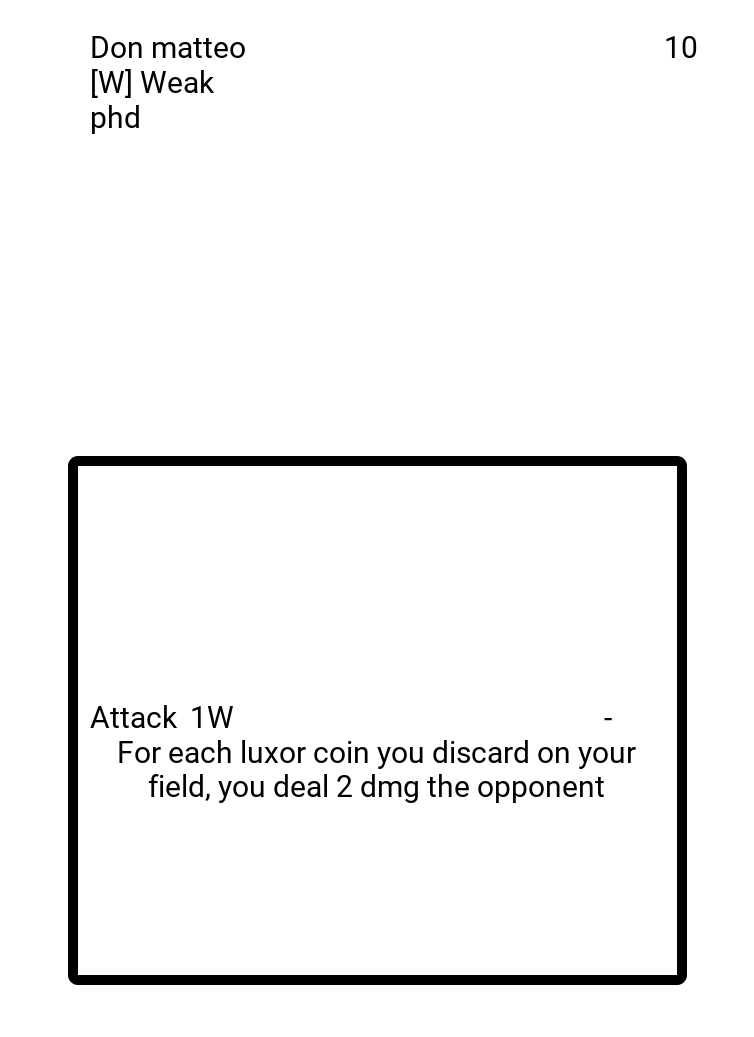 Don matteo 10
[W] Weak
phd
Attack 1W -
For each luxor coin you discard on your
field, you deal 2 dmg the opponent